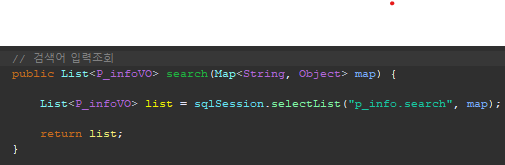 // 검색어 입력조회
public List<P_infoVO> search(Map<String, Object> map) {
List<P_infoVO> list = sqlSession.selectList("p_info.search", map);
return list;
}